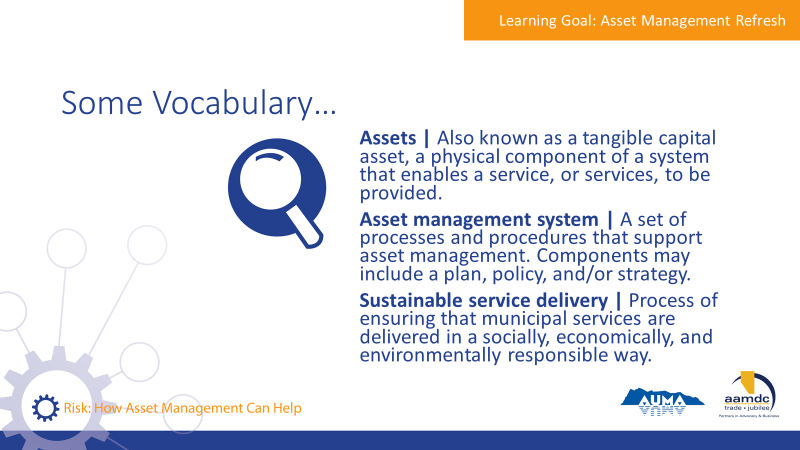 Learning Goal: Asset Management Refresh
Some Vocabulary...
Assets | Also known as a tangible capital
asset, a physical component of a system
that enables a service, or services, to be
provided.
Asset management system | A set of
processes and procedures that support
asset management. Components may
include a plan, policy, and/or strategy.
Sustainable service delivery | Process of
ensuring that municipal services are
delivered in a socially, economically, and
environmentally responsible way.
Risk: How Asset Management Can Help
AUMA
aamdc
trade • jubilee
Partners in Advocacy & Business